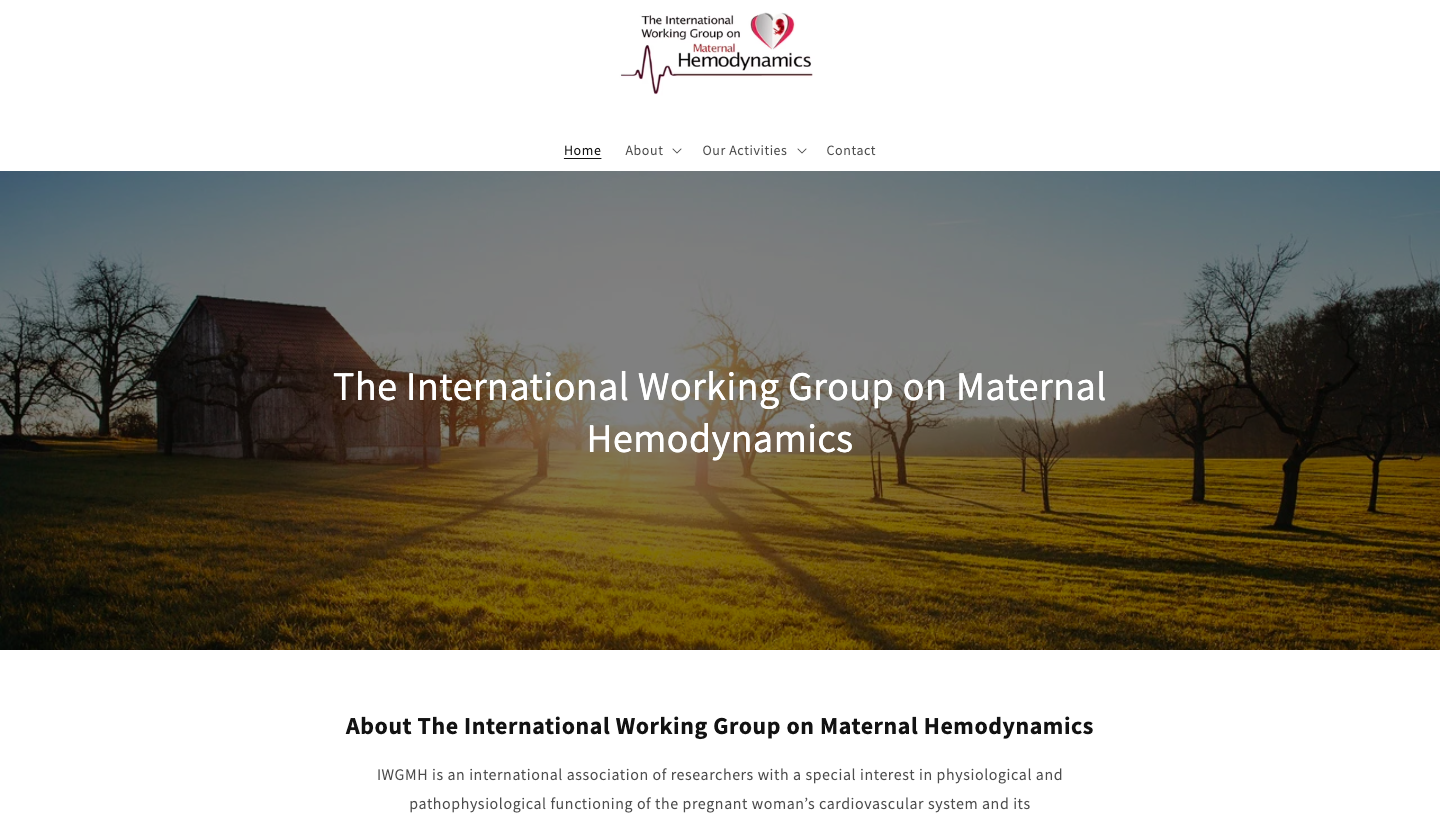 The International
Working Group on
Maternal
Hemodynamics
Home
About
Our Activities
Contact
The International Working Group on Maternal
Hemodynamics
About The International Working Group on Maternal Hemodynamics
IWGMH is an international association of researchers with a special interest in physiological and
pathophysiological functioning of the pregnant woman’s cardiovascular system and its